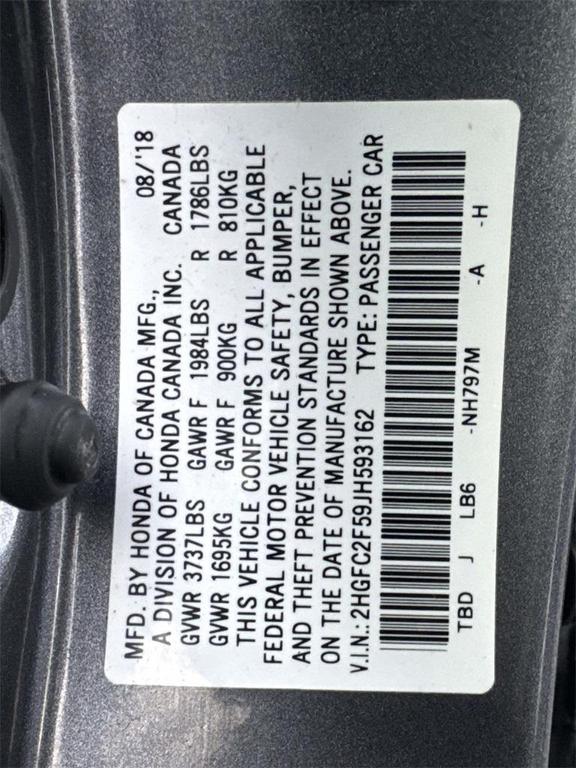 MFD. BY HONDA OF CANADA MFG., 08/'18
A DIVISION OF HONDA CANADA INC. CANADA
GVWR 3737LBS GAWR F 1984LBS R 1786LBS
GVWR 1695KG GAWR F 900KG R 810KG
THIS VEHICLE CONFORMS TO ALL APPLICABLE
FEDERAL MOTOR VEHICLE SAFETY, BUMPER,
AND THEFT PREVENTION STANDARDS IN EFFECT
ON THE DATE OF MANUFACTURE SHOWN ABOVE.
V.I.N.: 2HGFC2F59JH593162 TYPE: PASSENGER CAR
TBD J LB6 -NH797M -A -H